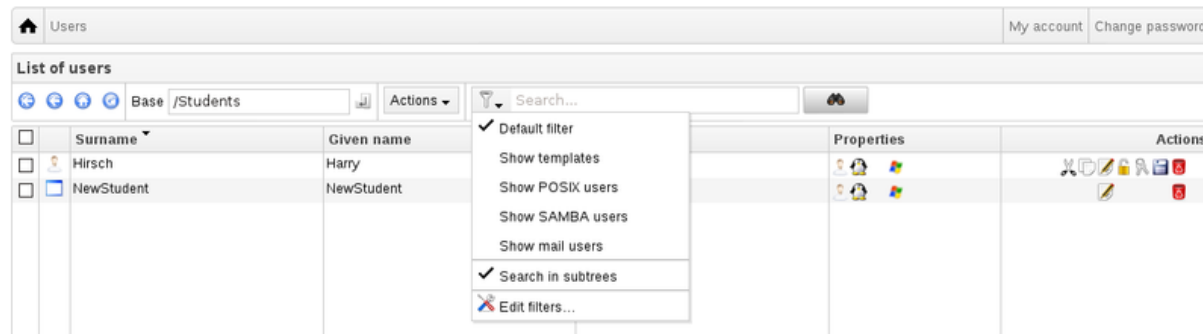 Users My account Change password
List of users
Base /Students Actions Search...
Surname Given name Properties Actions
Hirsch Harry
NewStudent NewStudent
Default filter
Show templates
Show POSIX users
Show SAMBA users
Show mail users
Search in subtrees
Edit filters...